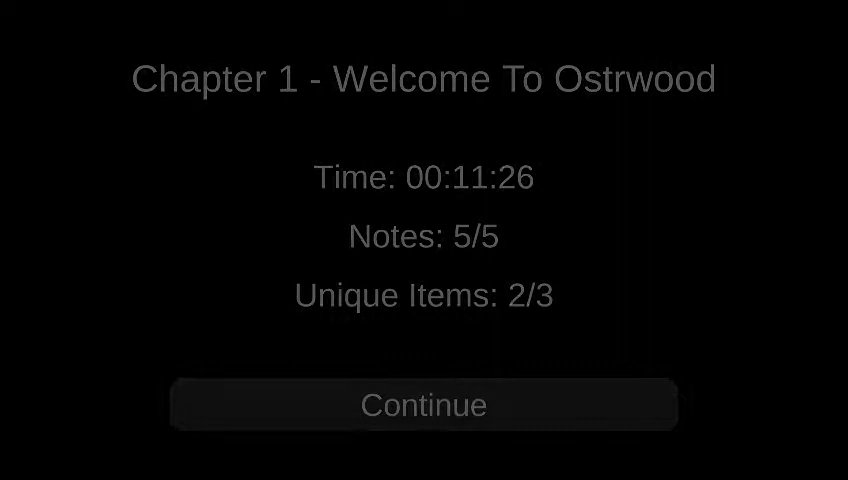 Chapter 1 - Welcome To Ostrwood
Time: 00:11:26
Notes: 5/5
Unique Items: 2/3
Continue